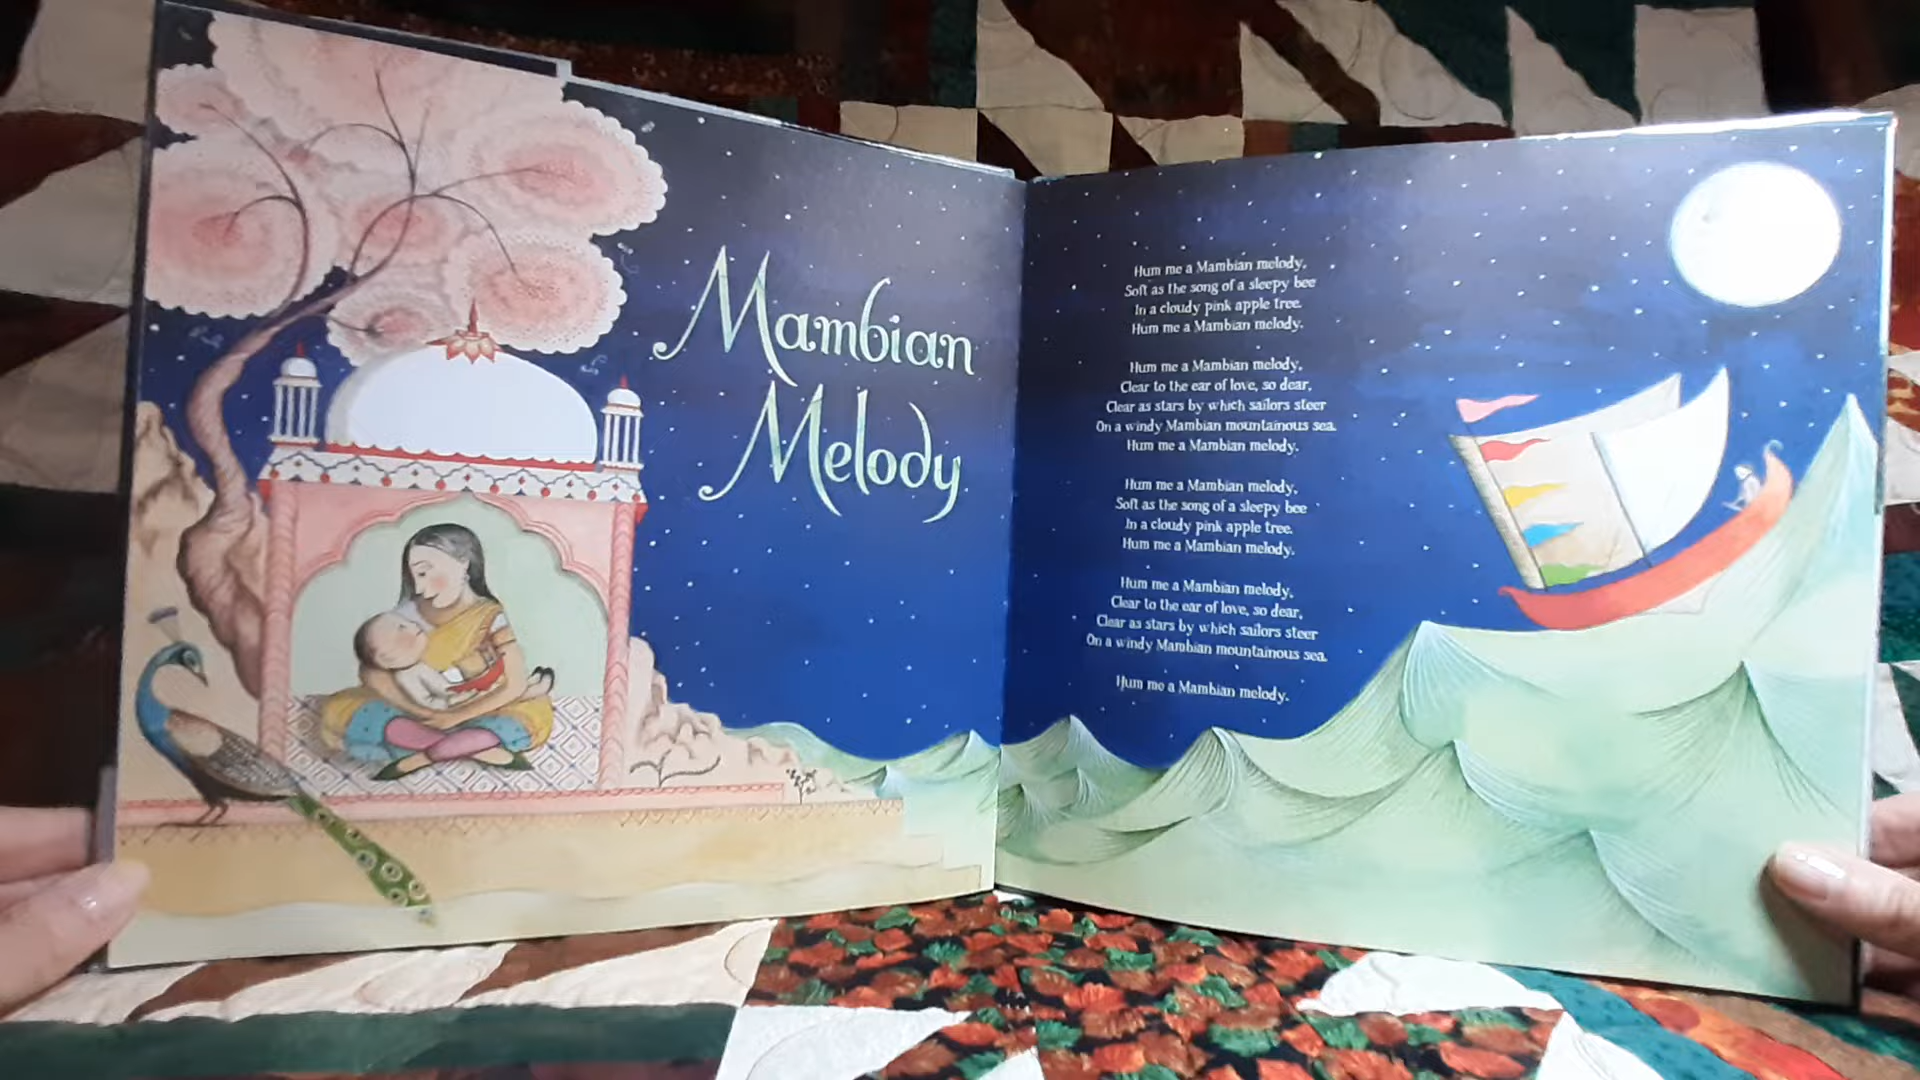 Mambian
Melody
Hum me a Mambian melody,
Soft as the song of a sleepy bee
In a cloudy pink apple tree.
Hum me a Mambian melody.
Hum me a Mambian melody,
Clear to the ear of love, so dear,
Clear as stars by which sailors steer
On a windy Mambian mountainous sea.
Hum me a Mambian melody.
Hum me a Mambian melody,
Soft as the song of a sleepy bee
In a cloudy pink apple tree.
Hum me a Mambian melody.
Hum me a Mambian melody,
Clear to the ear of love, so dear,
Clear as stars by which sailors steer
On a windy Mambian mountainous sea.
Hum me a Mambian melody.